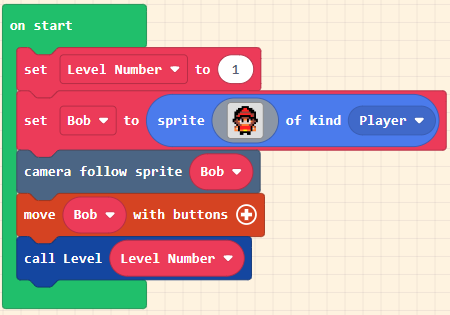 on start
set Level Number to 1
set Bob to sprite of kind Player
camera follow sprite Bob
move Bob with buttons
call Level Level Number